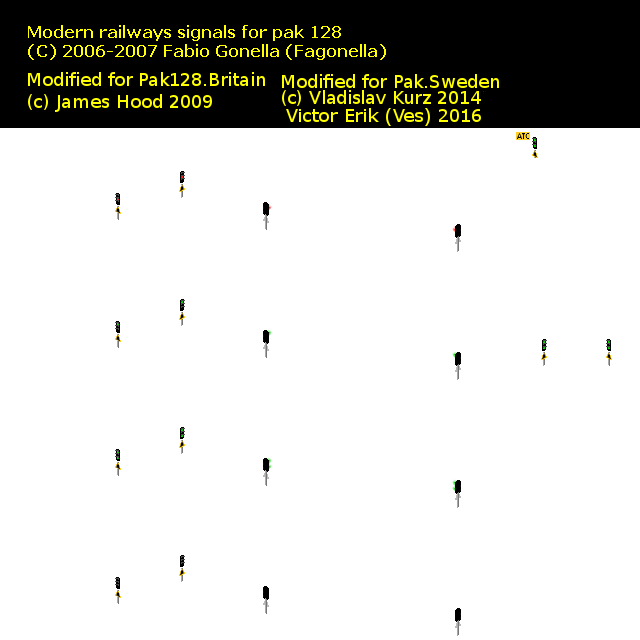 Modern railways signals for pak 128
(C) 2006-2007 Fabio Gonella (Fagonella)
Modified for Pak128.Britain
(c) James Hood 2009
Modified for Pak.Sweden
(c) Vladislav Kurz 2014
Victor Erik (Ves) 2016
ATC